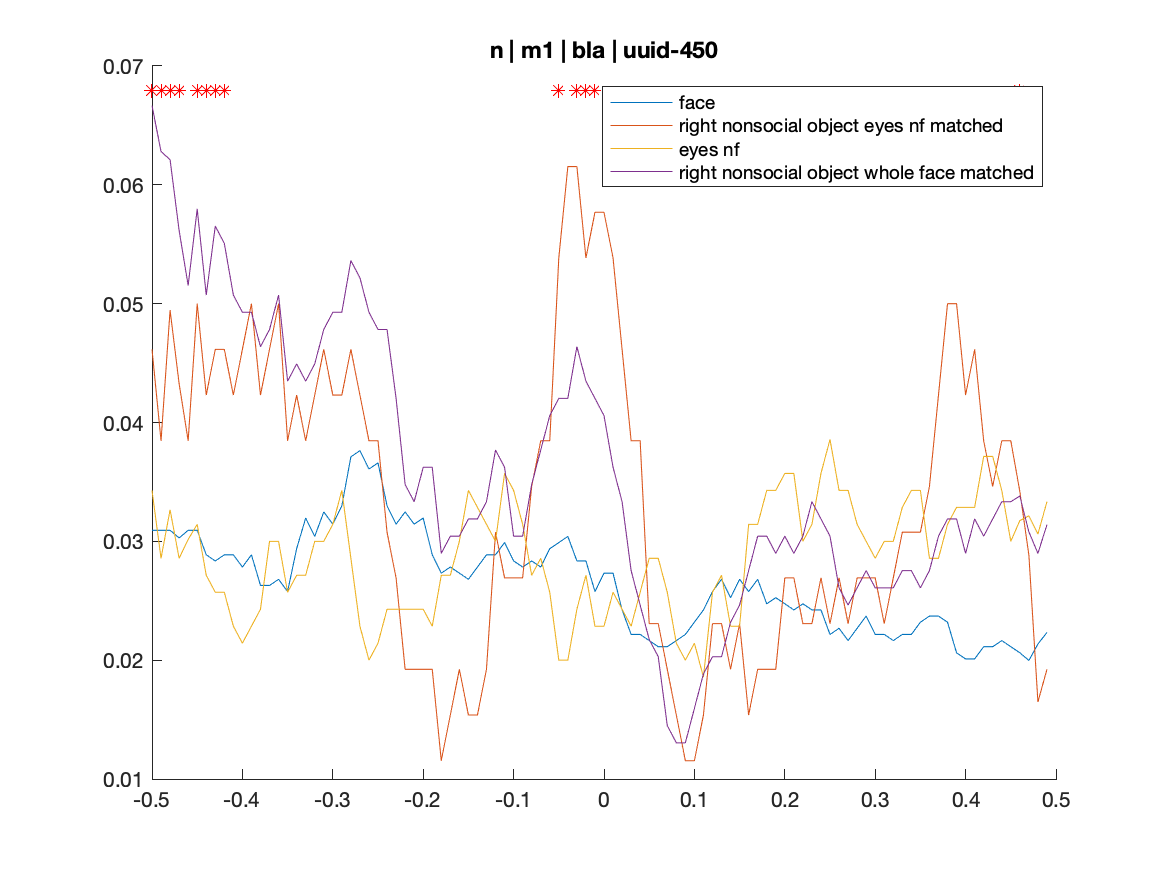 n | m1 | bla | uuid-450
0.07
0.06
0.05
0.04
0.03
0.02
0.01
face
right nonsocial object eyes nf matched
eyes nf
right nonsocial object whole face matched
-0.5 -0.4 -0.3 -0.2 -0.1 0 0.1 0.2 0.3 0.4 0.5